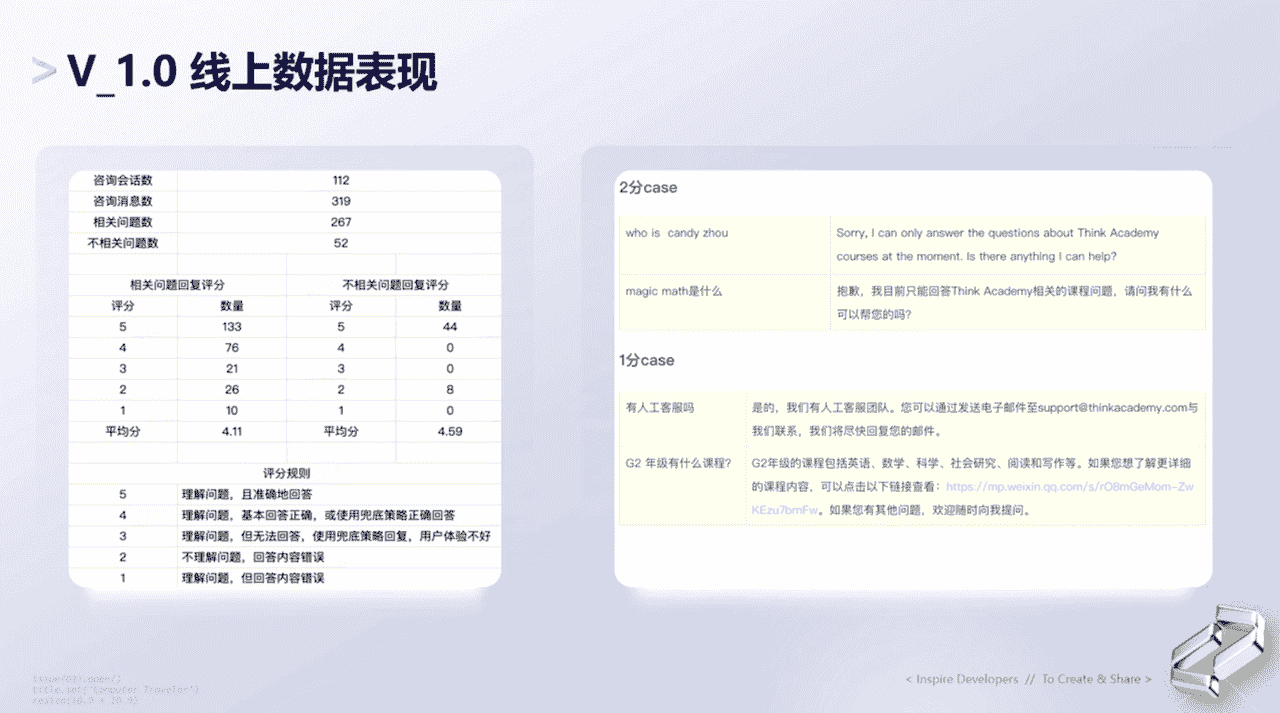 > V_1.0 线上数据表现
咨询会话数 112
咨询消息数 319
相关问题数 267
不相关问题数 52
相关问题回复评分 不相关问题回复评分
评分 数量 评分 数量
5 133 5 44
4 76 4 0
3 21 3 0
2 26 2 8
1 10 1 0
平均分 4.11 平均分 4.59
评分规则
5 理解问题，且准确地回答
4 理解问题，基本回答正确，或使用兜底策略正确回答
3 理解问题，但无法回答，使用兜底策略回复，用户体验不好
2 不理解问题，回答内容错误
1 理解问题，但回答内容错误
2分case
who is candy zhou
Sorry, I can only answer the questions about Think Academy
courses at the moment. Is there anything I can help?
magic math是什么
抱歉，我目前只能回答Think Academy相关的课程问题，请问我有什么
可以帮您的吗?
1分case
有人工客服吗
是的，我们有人工客服团队。您可以通过发送电子邮件至support@thinkacademy.com与
我们联系，我们将尽快回复您的邮件。
G2 年级有什么课程?
G2年级的课程包括英语、数学、科学、社会研究、阅读和写作等。如果您想了解更详细
的课程内容，可以点击以下链接查看：https://mp.weixin.qq.com/s/rO8mGeMom-Zw
KEzu7bmFw。如果您有其他问题，欢迎随时向我提问。
< Inspire Developers // To Create & Share >